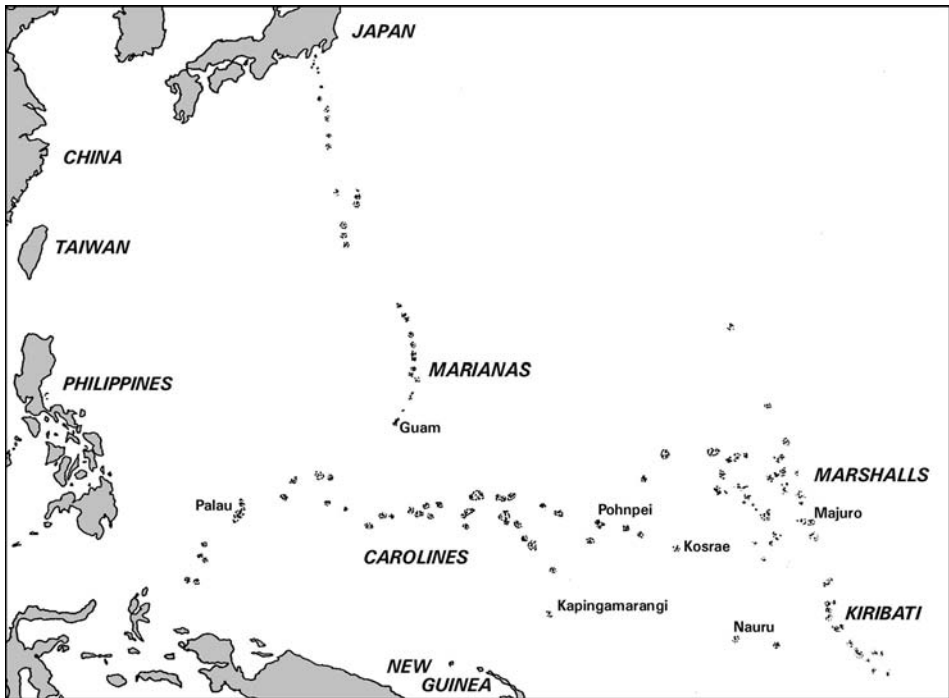 JAPAN
CHINA
TAIWAN
PHILIPPINES
MARIANAS
Guam
MARSHALLS
Palau
Pohnpei
Majuro
CAROLINES
Kosrae
Kapingamarangi
KIRIBATI
Nauru
NEW
GUINEA